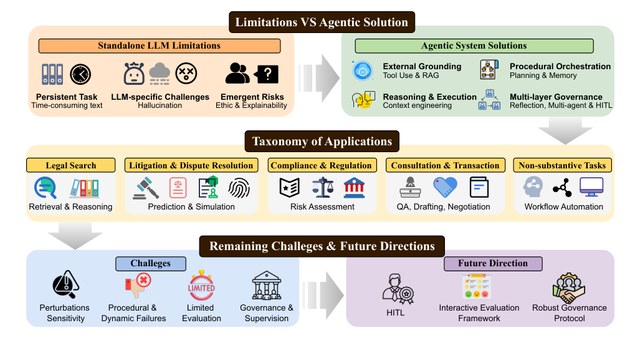 Limitations VS Agentic Solution
Standalone LLM Limitations
Persistent Task
Time-consuming text
LLM-specific Challenges
Hallucination
Emergent Risks
Ethic & Explainability
Agentic System Solutions
External Grounding
Tool Use & RAG
Procedural Orchestration
Planning & Memory
Reasoning & Execution
Context engineering
Multi-layer Governance
Reflection, Multi-agent & HITL
Taxonomy of Applications
Legal Search
Retrieval & Reasoning
Litigation & Dispute Resolution
Prediction & Simulation
Compliance & Regulation
Risk Assessment
Consultation & Transaction
QA, Drafting, Negotiation
Non-substantive Tasks
Workflow Automation
Remaining Challeges & Future Directions
Challeges
Perturbations
Sensitivity
Procedural &
Dynamic Failures
LIMITED
Limited
Evaluation
Governance &
Supervision
Future Direction
HITL
Interactive Evaluation
Framework
Robust Governance
Protocol